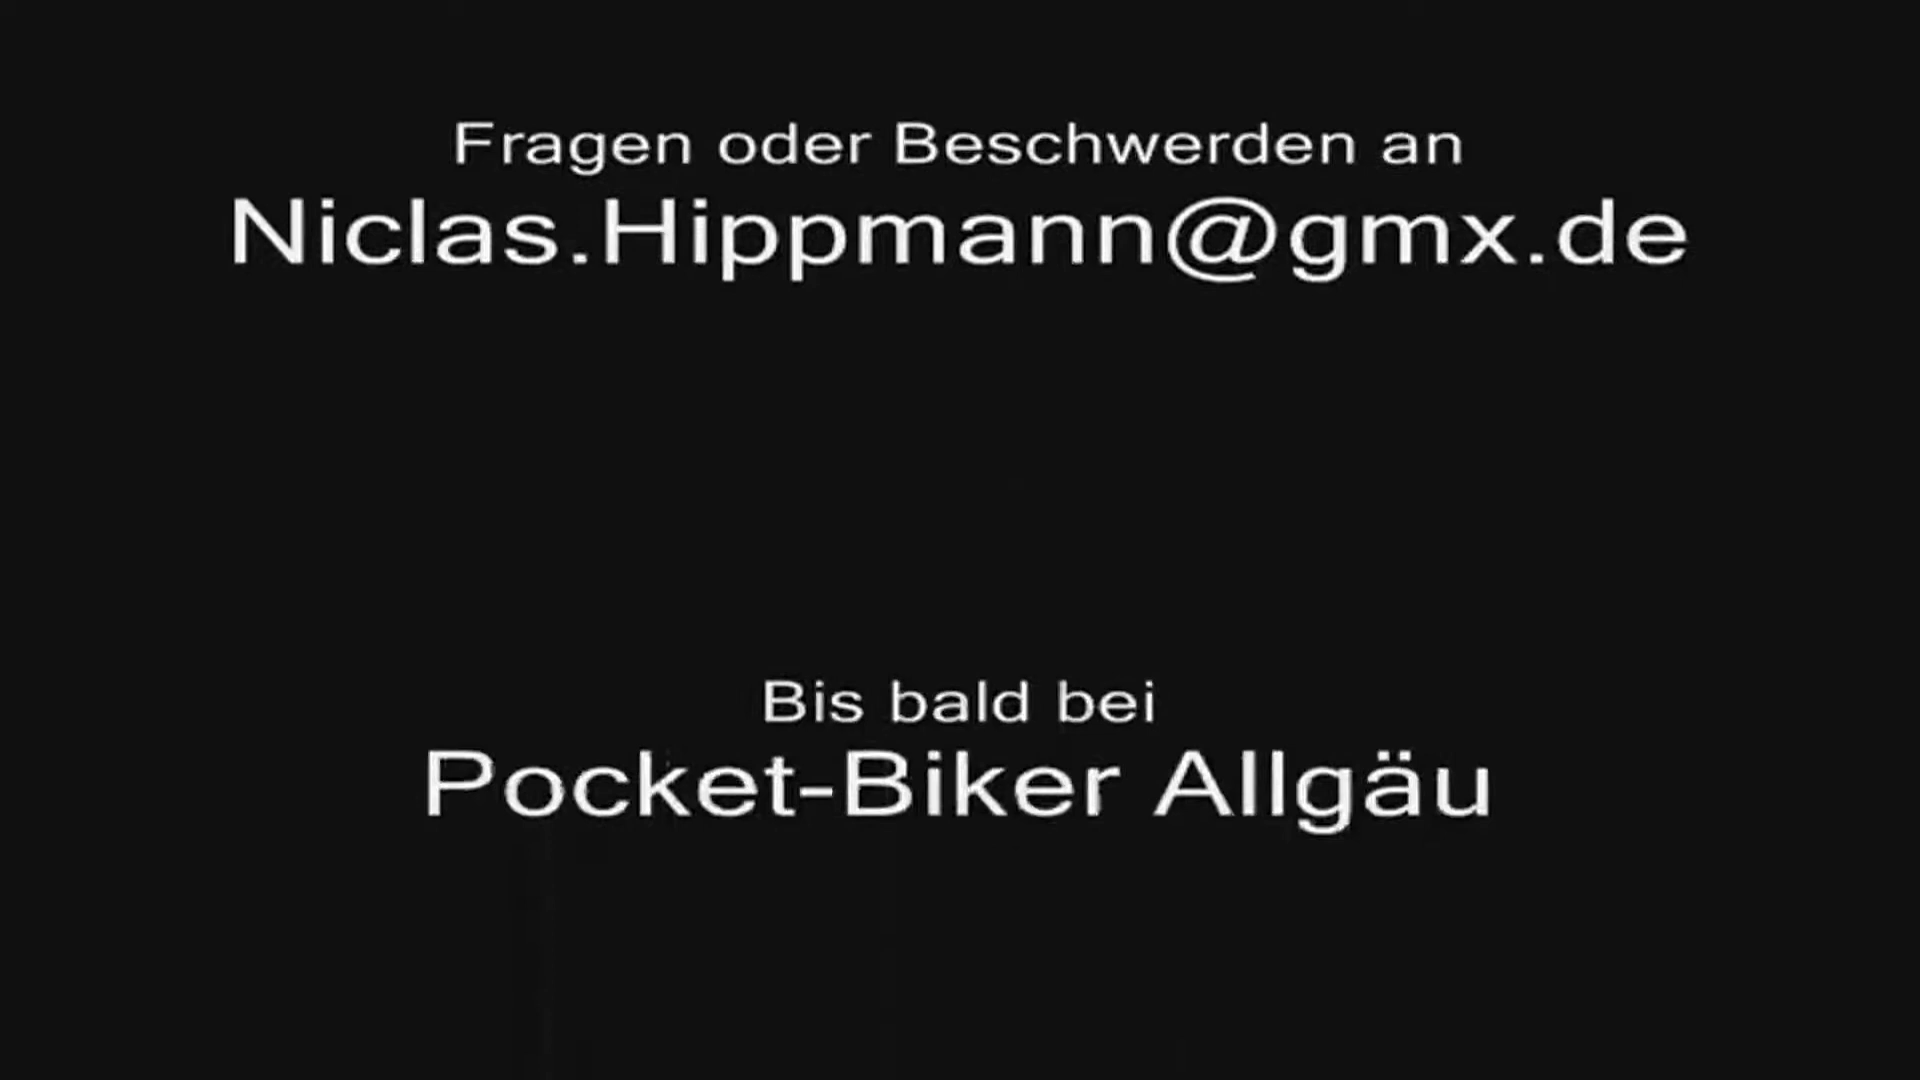 Fragen oder Beschwerden an
Niclas.Hippmann@gmx.de
Bis bald bei
Pocket-Biker Allgäu